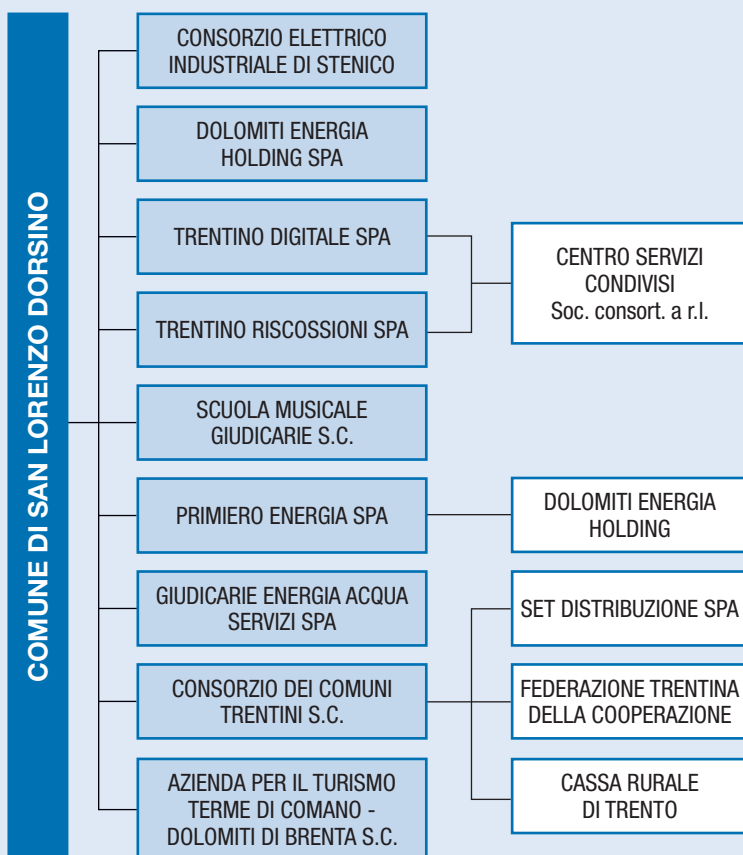 COMUNE DI SAN LORENZO DORSINO
CONSORZIO ELETTRICO
INDUSTRIALE DI STENICO
DOLOMITI ENERGIA
HOLDING SPA
TRENTINO DIGITALE SPA
TRENTINO RISCOSSIONI SPA
CENTRO SERVIZI
CONDIVISI
Soc. consort. a r.l.
SCUOLA MUSICALE
GIUDICARIE S.C.
PRIMIERO ENERGIA SPA
DOLOMITI ENERGIA
HOLDING
GIUDICARIE ENERGIA ACQUA
SERVIZI SPA
CONSORZIO DEI COMUNI
TRENTINI S.C.
SET DISTRIBUZIONE SPA
FEDERAZIONE TRENTINA
DELLA COOPERAZIONE
CASSA RURALE
DI TRENTO
AZIENDA PER IL TURISMO
TERME DI COMANO -
DOLOMITI DI BRENTA S.C.